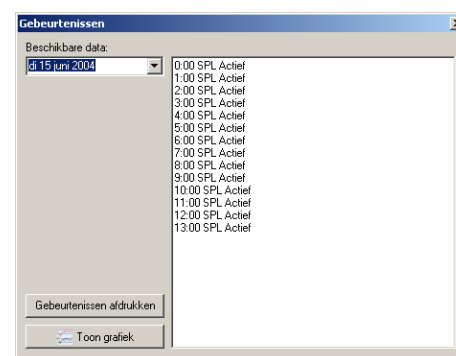 Gebeurtenissen
Beschikbare data:
di 15 juni 2004
0:00 SPL Actief
1:00 SPL Actief
2:00 SPL Actief
3:00 SPL Actief
4:00 SPL Actief
5:00 SPL Actief
6:00 SPL Actief
7:00 SPL Actief
8:00 SPL Actief
9:00 SPL Actief
10:00 SPL Actief
11:00 SPL Actief
12:00 SPL Actief
13:00 SPL Actief
Gebeurtenissen afdrukken
Toon grafiek